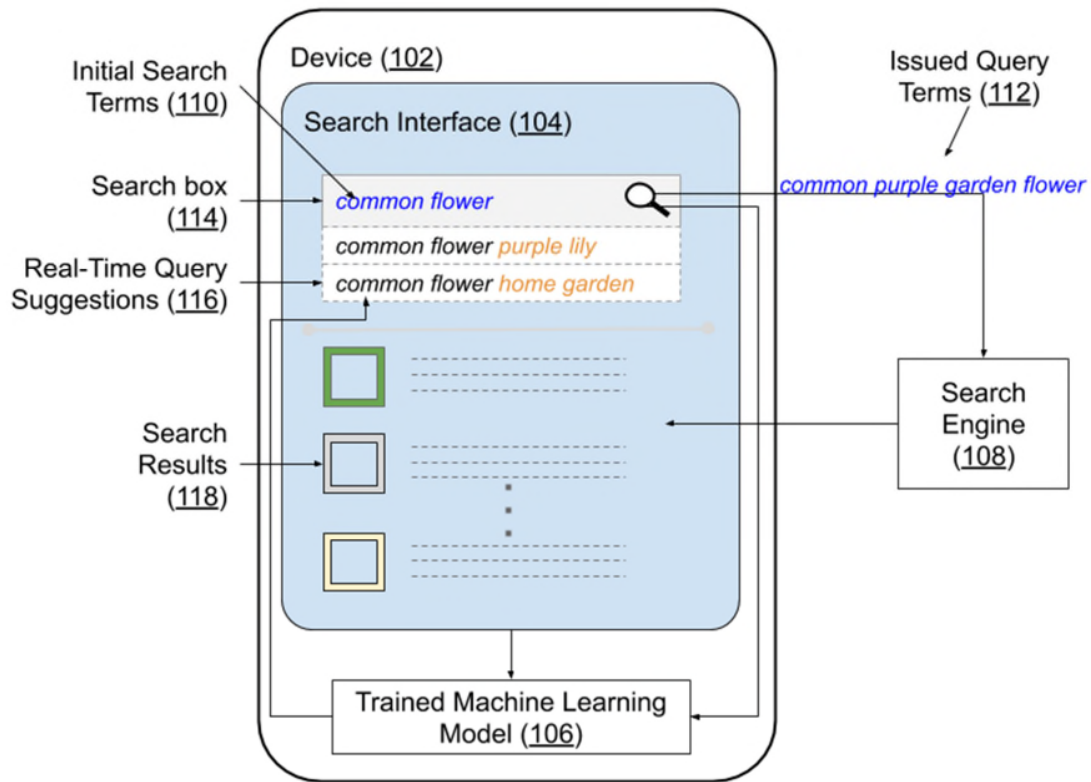 Device (102)
Initial Search
Terms (110)
Issued Query
Terms (112)
Search Interface (104)
Search box
(114)
common flower
common purple garden flower
common flower purple lily
Real-Time Query
Suggestions (116)
common flower home garden
Search
Engine
(108)
Search
Results
(118)
Trained Machine Learning
Model (106)